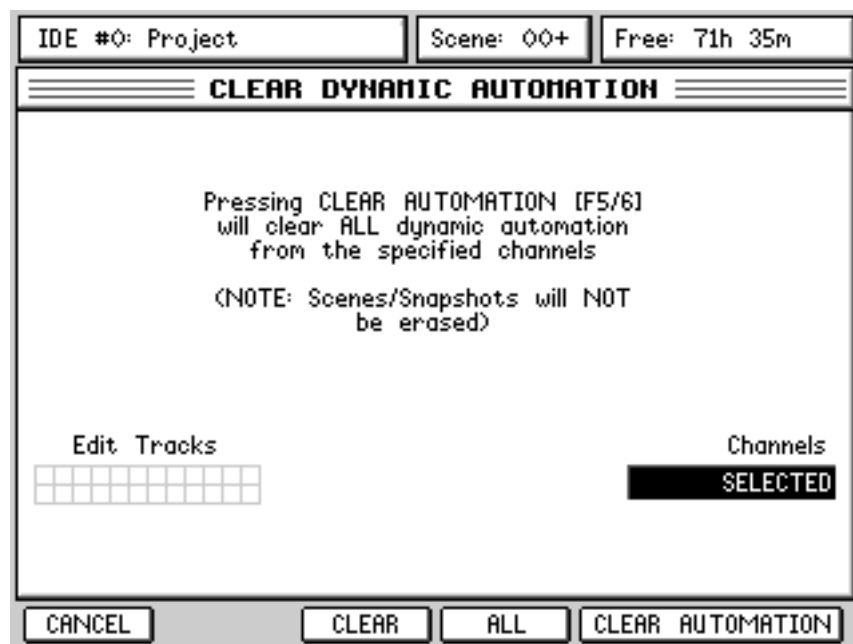 IDE #0: Project
Scene: 00+
Free: 71h 35m
CLEAR DYNAMIC AUTOMATION
Pressing CLEAR AUTOMATION [F5/6]
will clear ALL dynamic automation
from the specified channels
(NOTE: Scenes/Snapshots will NOT
be erased)
Edit Tracks
Channels
SELECTED
CANCEL
CLEAR
ALL
CLEAR AUTOMATION